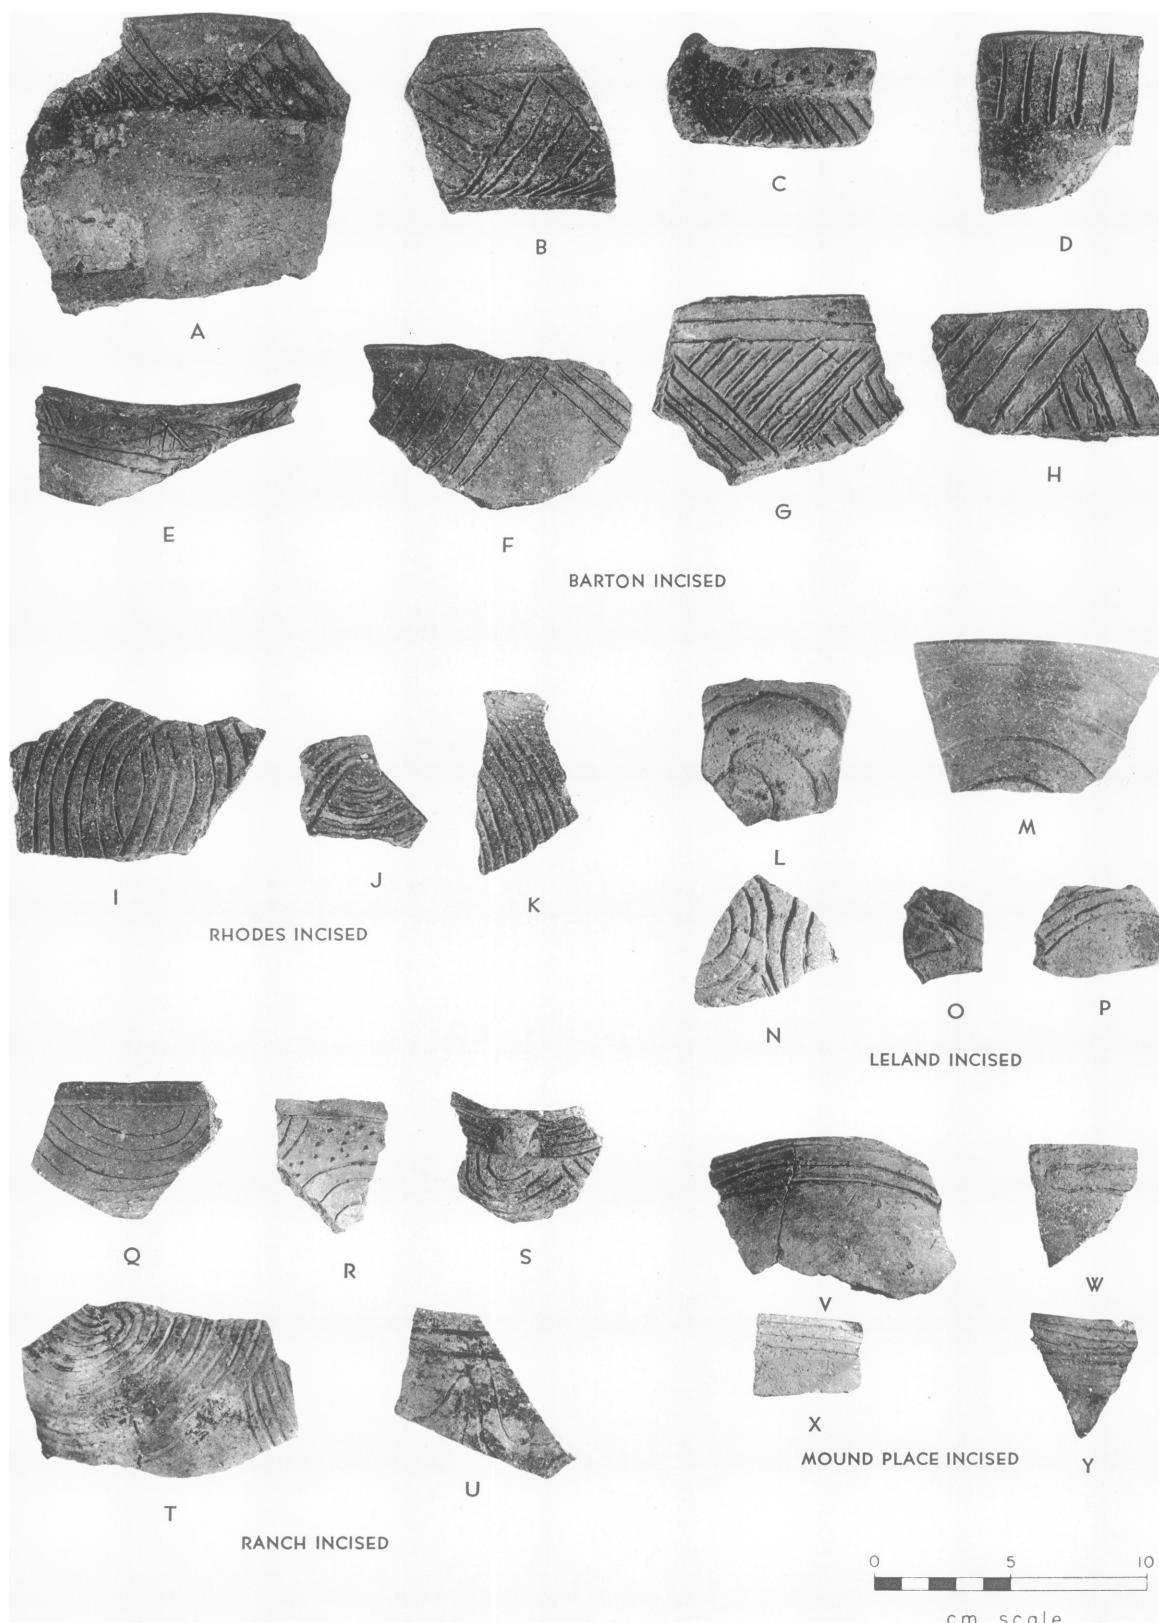 A
B
C
D
E
F
G
H
BARTON INCISED
I
J
K
RHODES INCISED
L
M
N
O
P
LELAND INCISED
Q
R
S
T
U
RANCH INCISED
V
W
X
Y
MOUND PLACE INCISED
0 5 10
cm scale